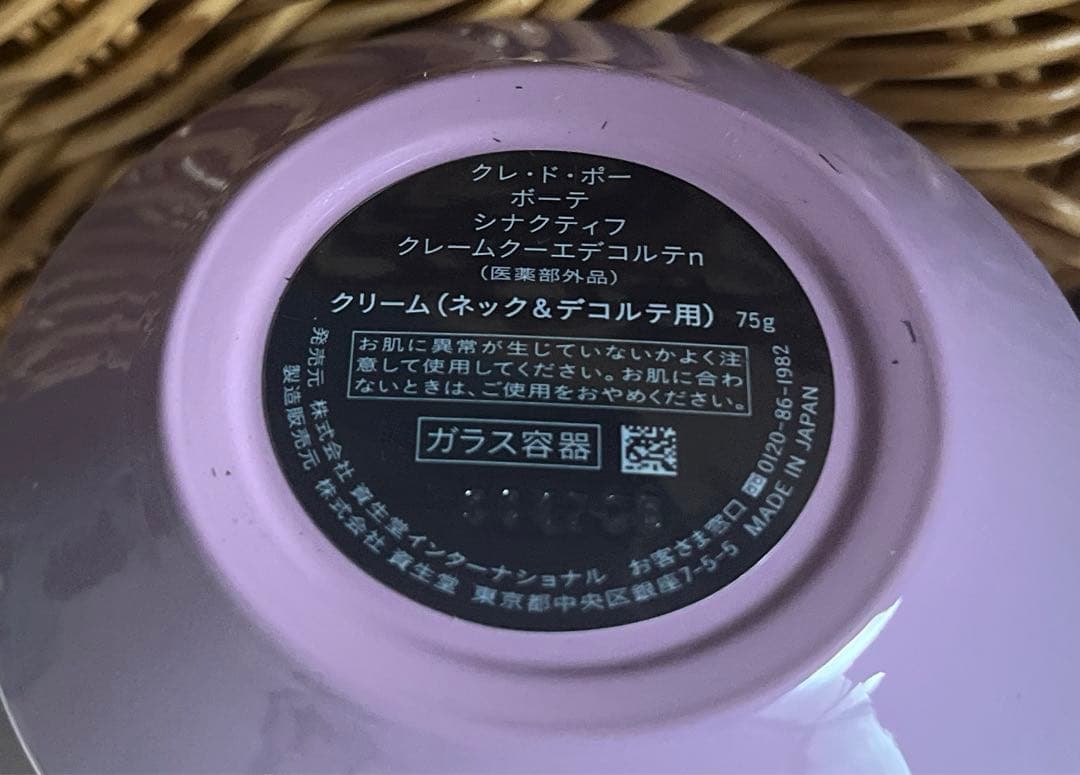 クレ・ド・ポー
ボーテ
シナクティフ
クレームクーエデコルテn
（医薬部外品）
クリーム（ネック&デコルテ用） 75g
お肌に異常が生じていないかよく注
意して使用してください。お肌に合わ
ないときは、ご使用をおやめください。
ガラス容器
発売元 株式会社 資生堂インターナショナル お客さま窓口 0120-86-1982
製造販売元 株式会社 資生堂 東京都中央区銀座7-5-5 MADE IN JAPAN